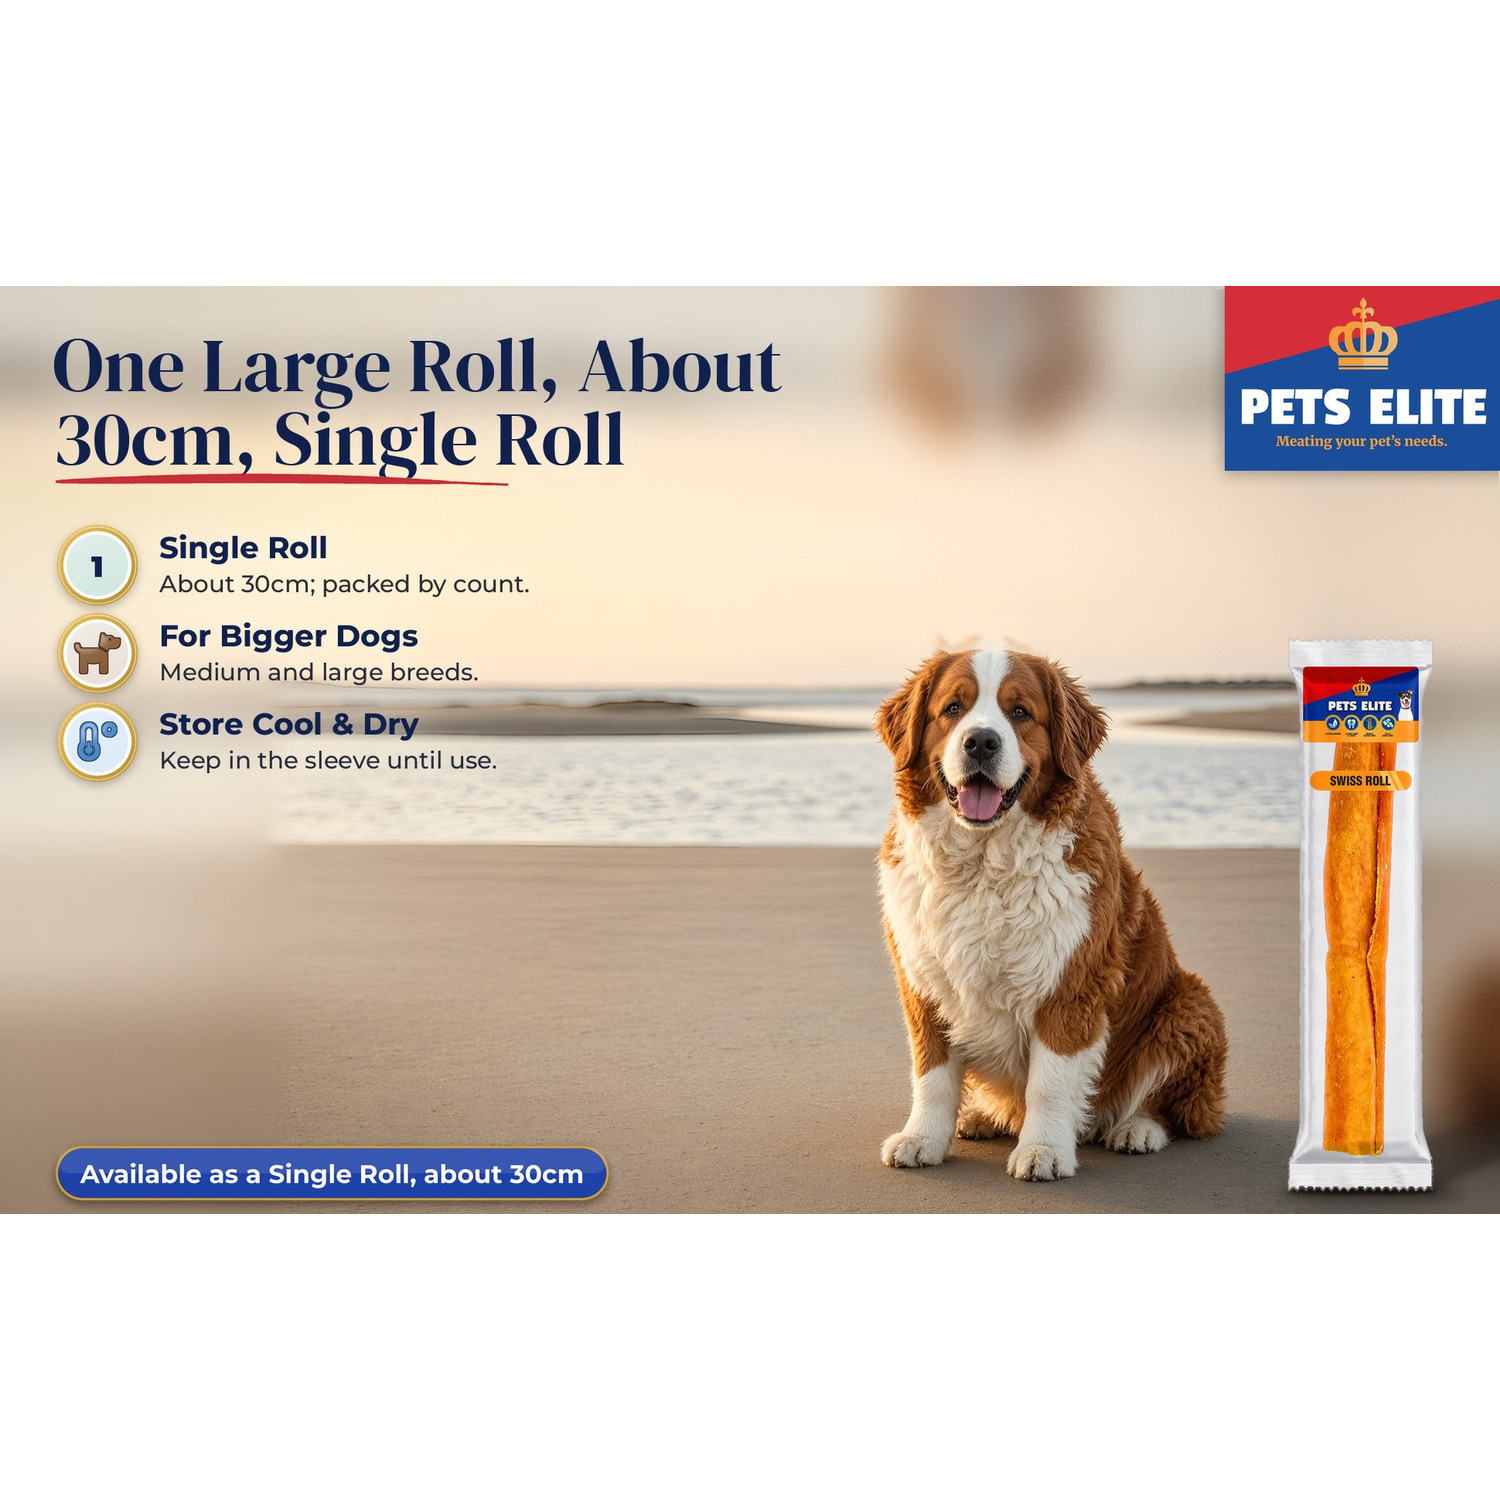 One Large Roll, About
30cm, Single Roll
PETS ELITE
Meating your pet's needs.
1
Single Roll
About 30cm; packed by count.
For Bigger Dogs
Medium and large breeds.
Store Cool & Dry
Keep in the sleeve until use.
PETS ELITE
SWISS ROLL
Available as a Single Roll, about 30cm